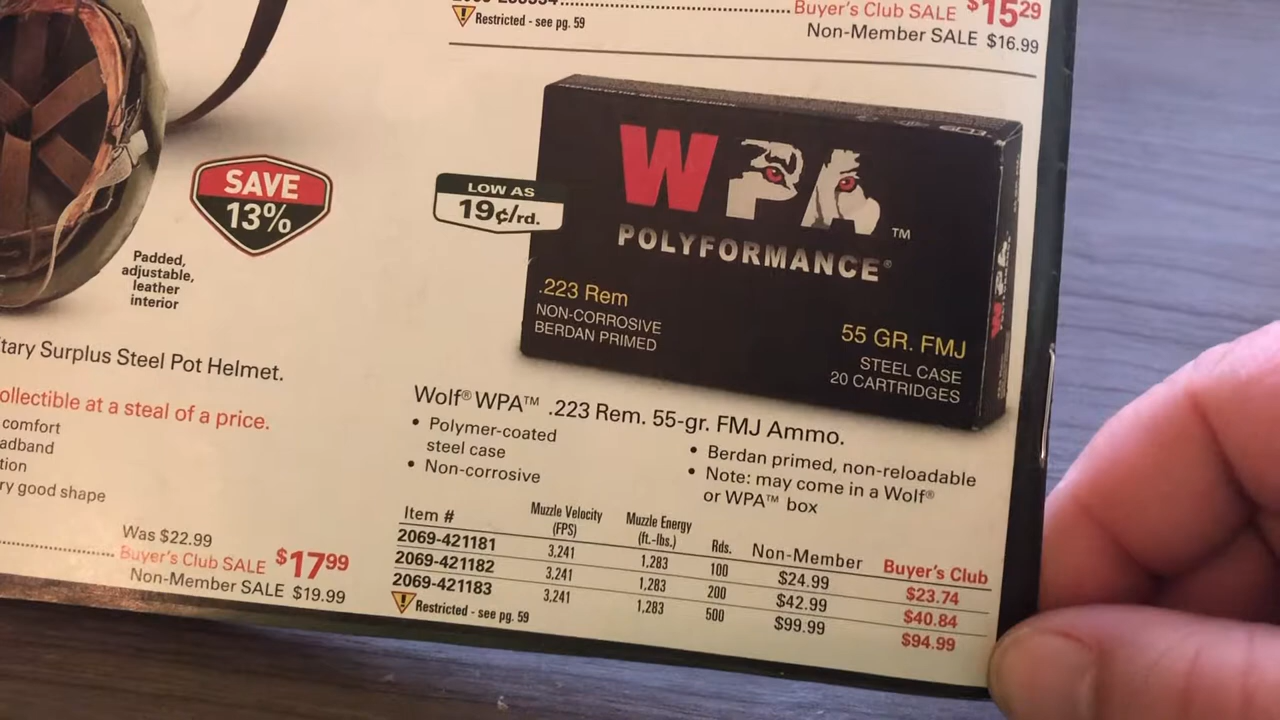 Buyer's Club SALE $15.29
Restricted - see pg. 59
Non-Member SALE $16.99
SAVE
13%
Padded,
adjustable,
leather
interior
tary Surplus Steel Pot Helmet.
ollectible at a steal of a price.
comfort
adband
tion
ry good shape
Was $22.99
Buyer's Club SALE $17.99
Non-Member SALE $19.99
LOW AS
19¢/rd.
WPA™
POLYFORMANCE®
.223 Rem
NON-CORROSIVE
BERDAN PRIMED
55 GR. FMJ
STEEL CASE
20 CARTRIDGES
WPA
Wolf® WPA™ .223 Rem. 55-gr. FMJ Ammo.
• Polymer-coated
steel case
• Non-corrosive
• Berdan primed, non-reloadable
• Note: may come in a Wolf®
or WPA™ box
Item # Muzzle Velocity (FPS) Muzzle Energy (ft.-lbs.) Rds. Non-Member Buyer's Club
2069-421181 3,241 1,283 100 $24.99 $23.74
2069-421182 3,241 1,283 200 $42.99 $40.84
2069-421183 3,241 1,283 500 $99.99 $94.99
Restricted - see pg. 59